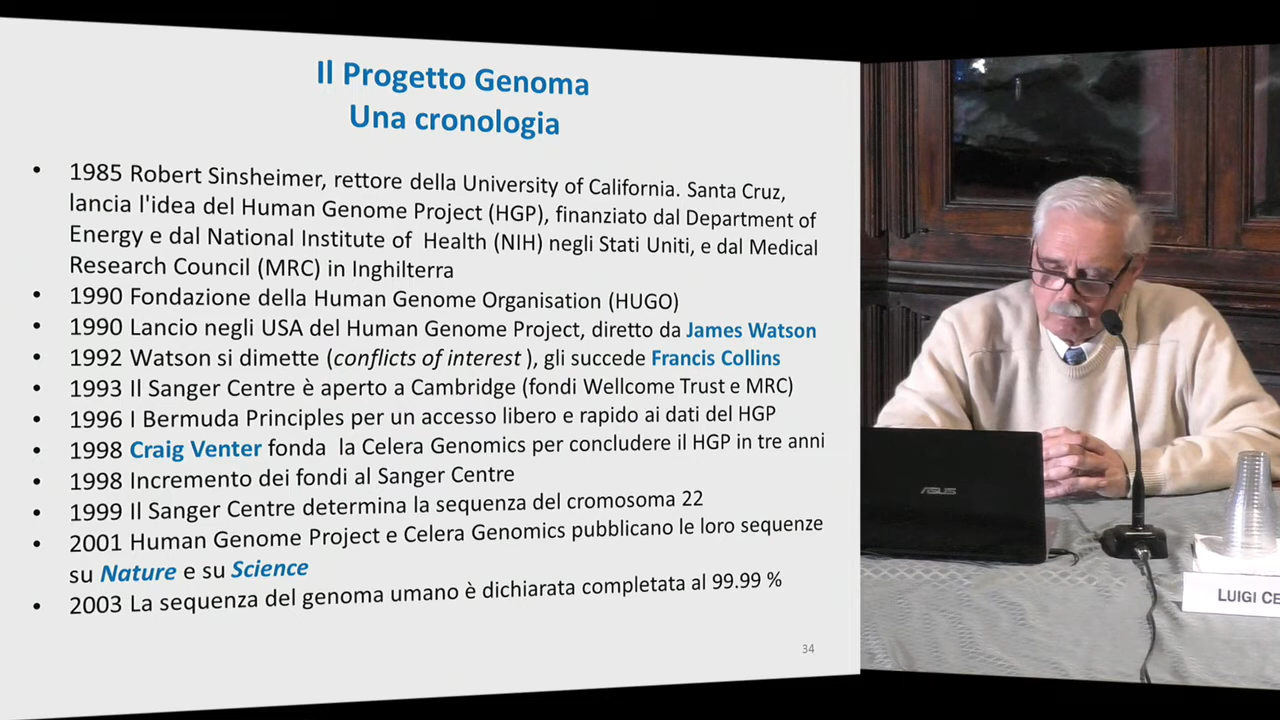 Il Progetto Genoma
Una cronologia
• 1985 Robert Sinsheimer, rettore della University of California. Santa Cruz,
lancia l'idea del Human Genome Project (HGP), finanziato dal Department of
Energy e dal National Institute of Health (NIH) negli Stati Uniti, e dal Medical
Research Council (MRC) in Inghilterra
• 1990 Fondazione della Human Genome Organisation (HUGO)
• 1990 Lancio negli USA del Human Genome Project, diretto da James Watson
• 1992 Watson si dimette (conflicts of interest ), gli succede Francis Collins
• 1993 Il Sanger Centre è aperto a Cambridge (fondi Wellcome Trust e MRC)
• 1996 I Bermuda Principles per un accesso libero e rapido ai dati del HGP
• 1998 Craig Venter fonda la Celera Genomics per concludere il HGP in tre anni
• 1998 Incremento dei fondi al Sanger Centre
• 1999 Il Sanger Centre determina la sequenza del cromosoma 22
• 2001 Human Genome Project e Celera Genomics pubblicano le loro sequenze
su Nature e su Science
• 2003 La sequenza del genoma umano è dichiarata completata al 99.99 %
34
ASUS
LUIGI CE